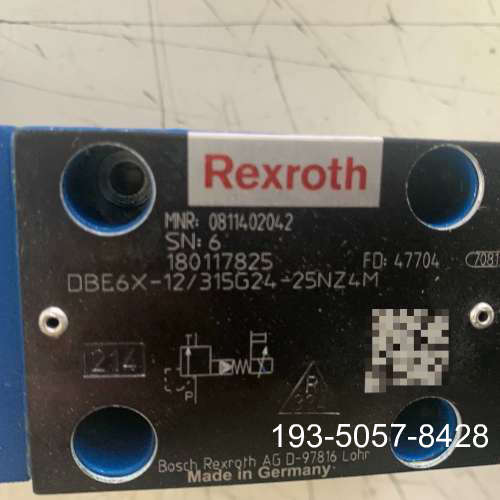 Rexroth
MNR: 0811402042
SN: 6
180117825
FD: 47704
7081
DBE6X-12/315G24-25NZ4M
214
P
193-5057-8428
Bosch Rexroth AG D-97816 Lohr
Made in Germany